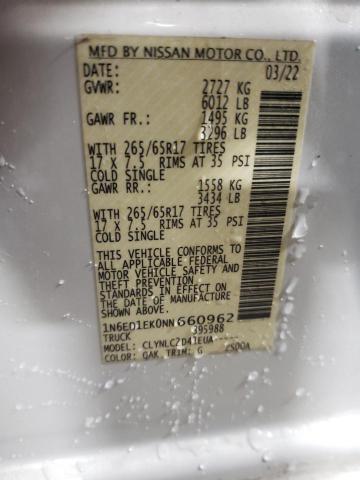 MFD BY NISSAN MOTOR CO., LTD.
DATE: 03/22
GVWR: 2727 KG
6012 LB
GAWR FR.: 1495 KG
3296 LB
WITH 265/65R17 TIRES
17 X 7.5 RIMS AT 35 PSI
COLD SINGLE
GAWR RR.: 1558 KG
3434 LB
WITH 265/65R17 TIRES
17 X 7.5 RIMS AT 35 PSI
COLD SINGLE
THIS VEHICLE CONFORMS TO
ALL APPLICABLE FEDERAL
MOTOR VEHICLE SAFETY AND
THEFT PREVENTION
STANDARDS IN EFFECT ON
THE DATE OF MANUFACTURE
SHOWN ABOVE.
1N6ED1EK0NN660962
TRUCK 395988
MODEL: CLYNLC2D41EUA-----
COLOR: GAK TRIM: G 2S00A